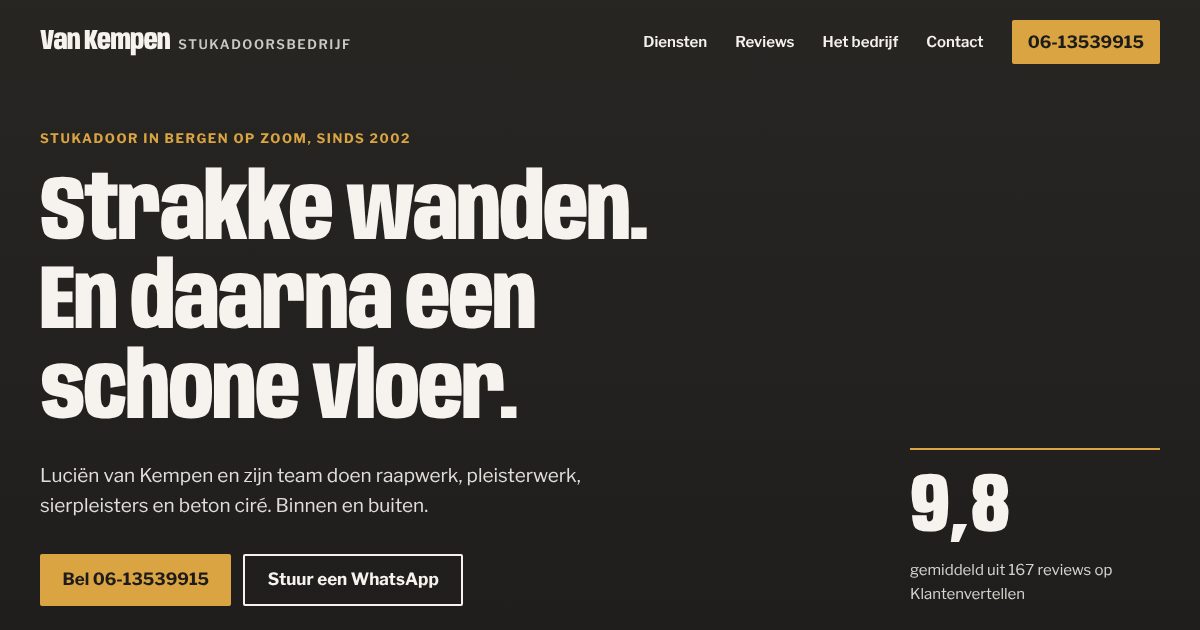 Van Kempen STUKADOORSBEDRIJF
Diensten
Reviews
Het bedrijf
Contact
06-13539915
STUKADOOR IN BERGEN OP ZOOM, SINDS 2002
Strakke wanden.
En daarna een
schone vloer.
Luciën van Kempen en zijn team doen raapwerk, pleisterwerk,
sierpleisters en beton ciré. Binnen en buiten.
Bel 06-13539915
Stuur een WhatsApp
9,8
gemiddeld uit 167 reviews op
Klantenvertellen